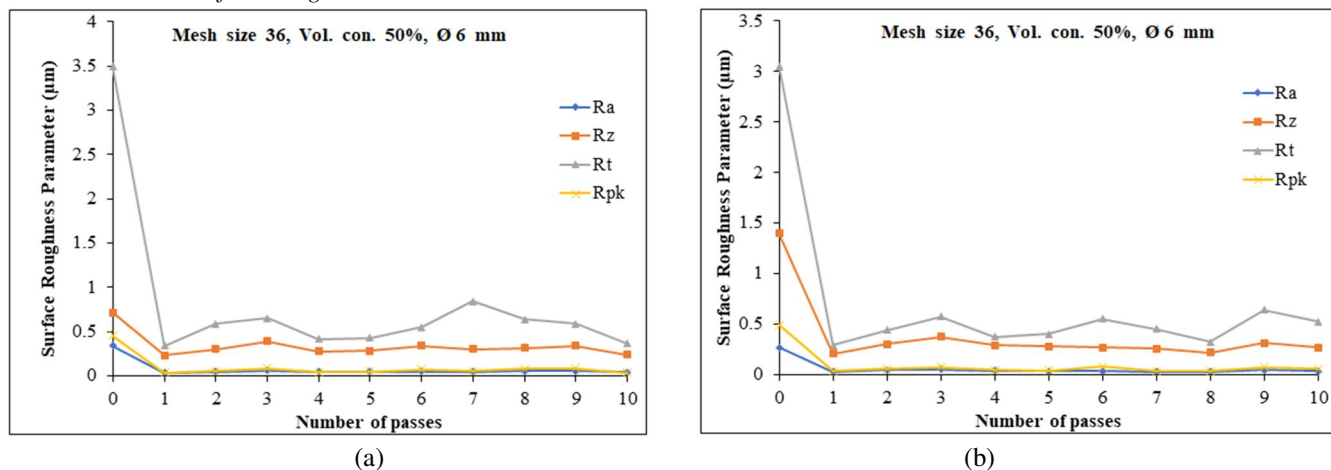 Mesh size 36, Vol. con. 50%, Ø 6 mm
Surface Roughness Parameter (μm)
4
3.5
3
2.5
2
1.5
1
0.5
0
Ra
Rz
Rt
Rpk
0 1 2 3 4 5 6 7 8 9 10
Number of passes
(a)
Mesh size 36, Vol. con. 50%, Ø 6 mm
Surface Roughness Parameter (μm)
3.5
3
2.5
2
1.5
1
0.5
0
Ra
Rz
Rt
Rpk
0 1 2 3 4 5 6 7 8 9 10
Number of passes
(b)